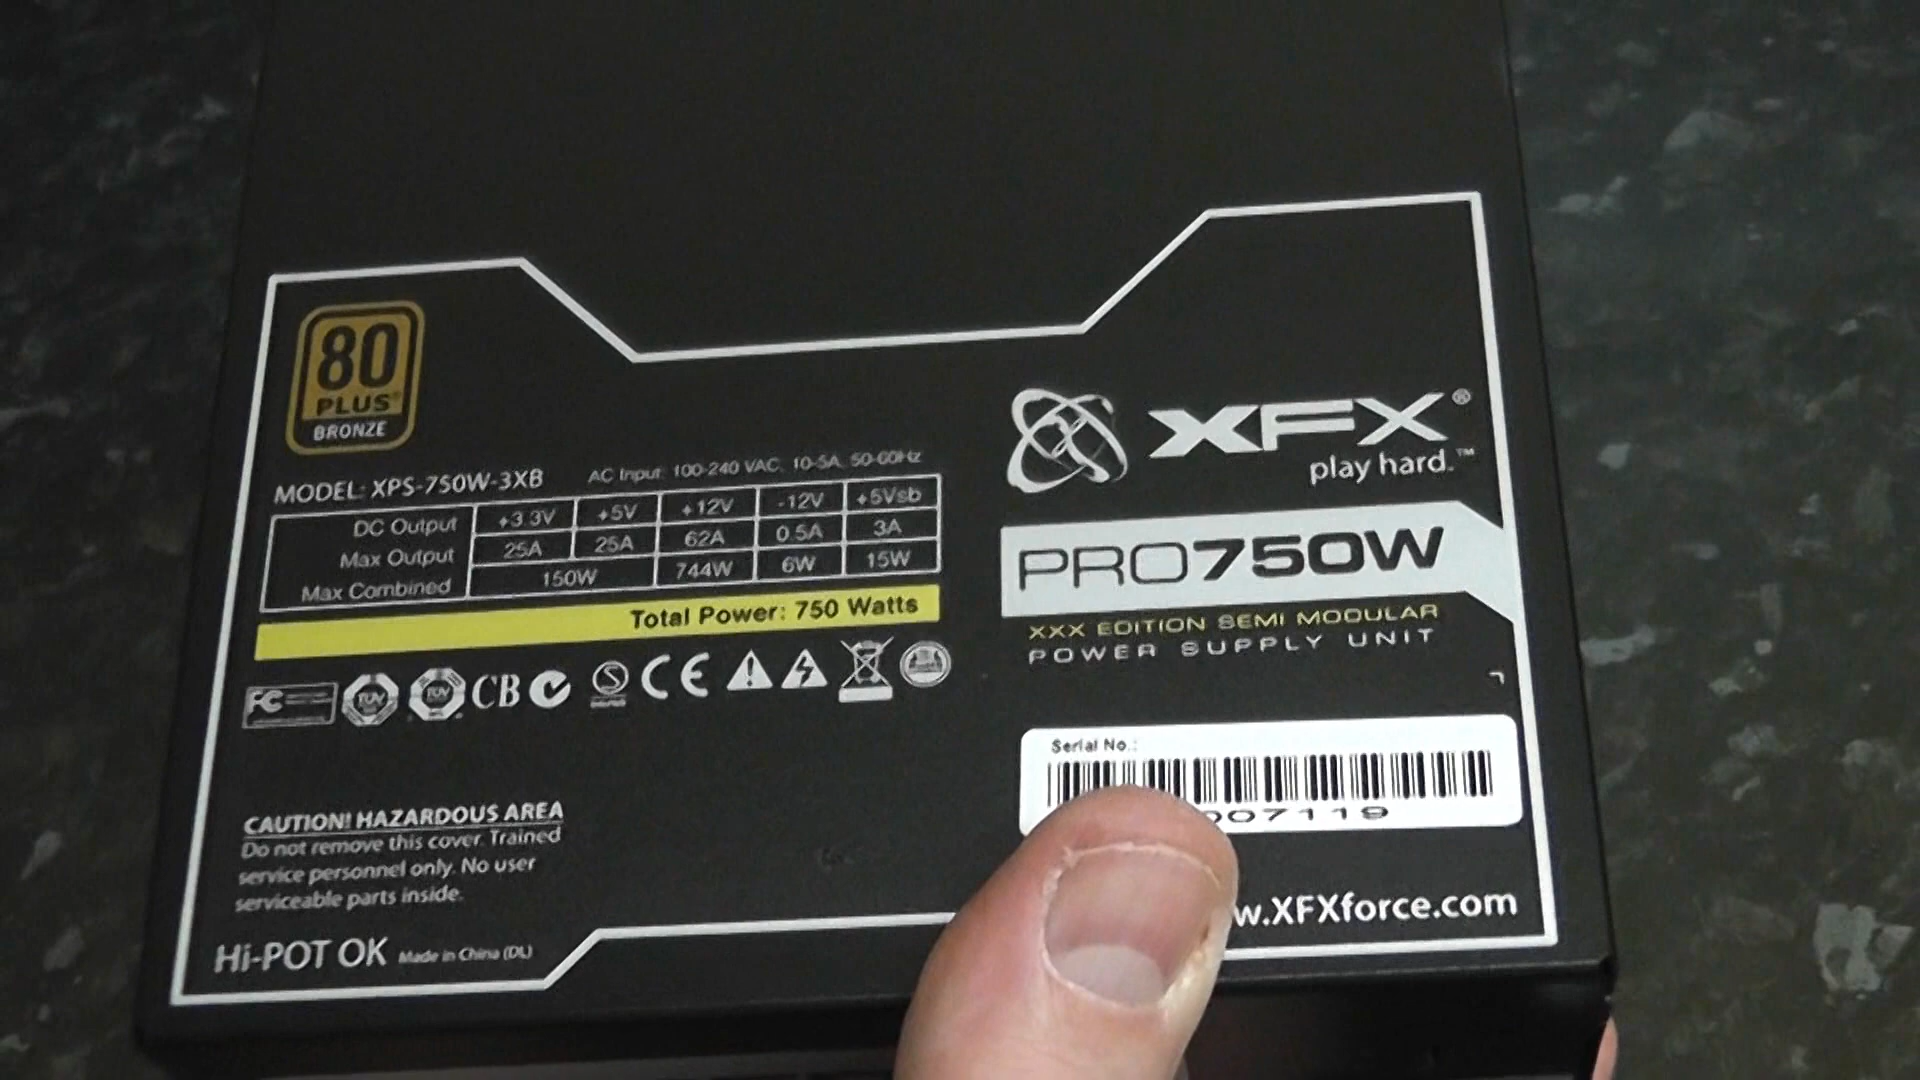 80
PLUS®
BRONZE
MODEL: XPS-750W-3XB
AC Input: 100-240 VAC, 10-5A, 50-60Hz
DC Output +3.3V +5V +12V -12V +5Vsb
Max Output 25A 25A 62A 0.5A 3A
Max Combined 150W 744W 6W 15W
Total Power: 750 Watts
FC TUV TUV CB S CE
CAUTION! HAZARDOUS AREA
Do not remove this cover. Trained
service personnel only. No user
serviceable parts inside.
Hi-POT OK Made in China (DL)
XFX®
play hard.™
PRO750W
XXX EDITION SEMI MODULAR
POWER SUPPLY UNIT
Serial No.:
007119
w.XFXforce.com